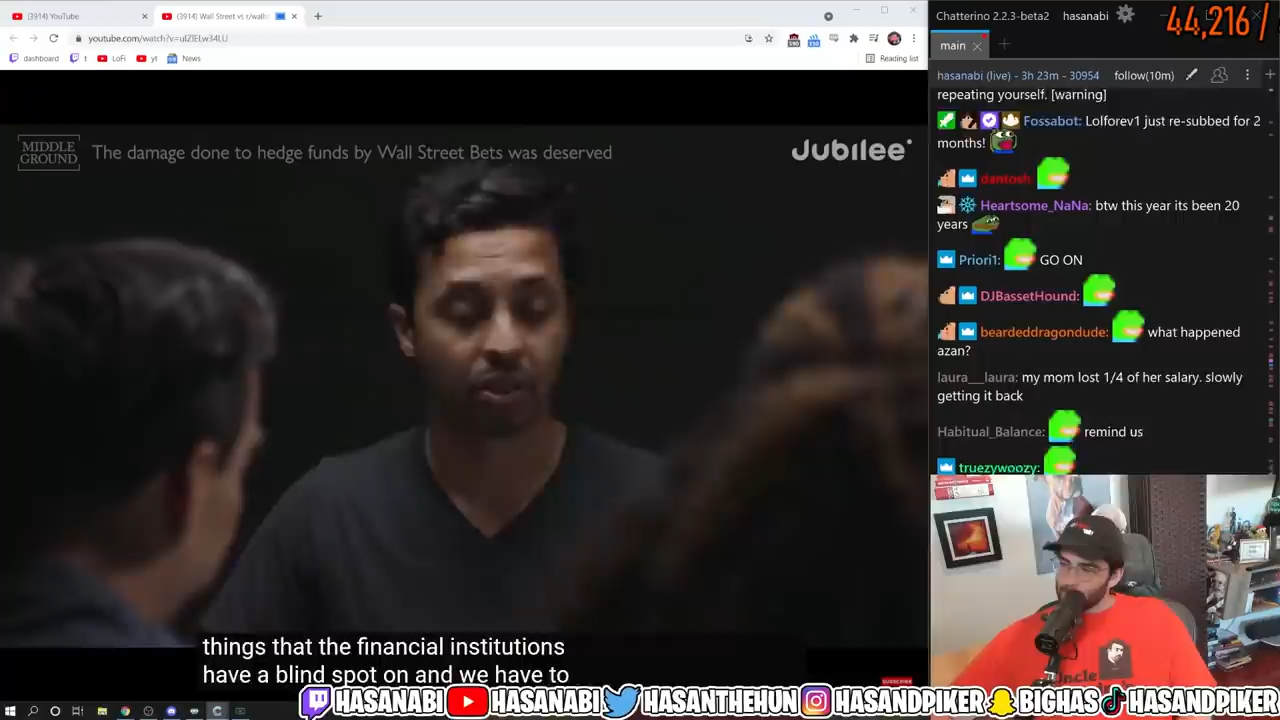 (3914) YouTube
(3914) Wall Street vs r/walls
youtube.com/watch?v=uIZIELw34LU
dashboard
t
LoFi
yt
News
Reading list
MIDDLE
GROUND
The damage done to hedge funds by Wall Street Bets was deserved
Jubilee
things that the financial institutions
have a blind spot on and we have to
SUBSCRIBE
Chatterino 2.2.3-beta2
hasanabi
44,216 /
main
hasanabi (live) - 3h 23m - 30954
follow(10m)
repeating yourself. [warning]
Fossabot: Lolforev1 just re-subbed for 2
months!
dantosh
Heartsome_NaNa: btw this year its been 20
years
Priori1: GO ON
DJBassetHound:
beardeddragondude: what happened
azan?
laura__laura: my mom lost 1/4 of her salary. slowly
getting it back
Habitual_Balance: remind us
truezywoozy:
Uncle
HASANABI HASANABI HASANTHEHUN HASANDPIKER BIGHAS HASANDPIKER